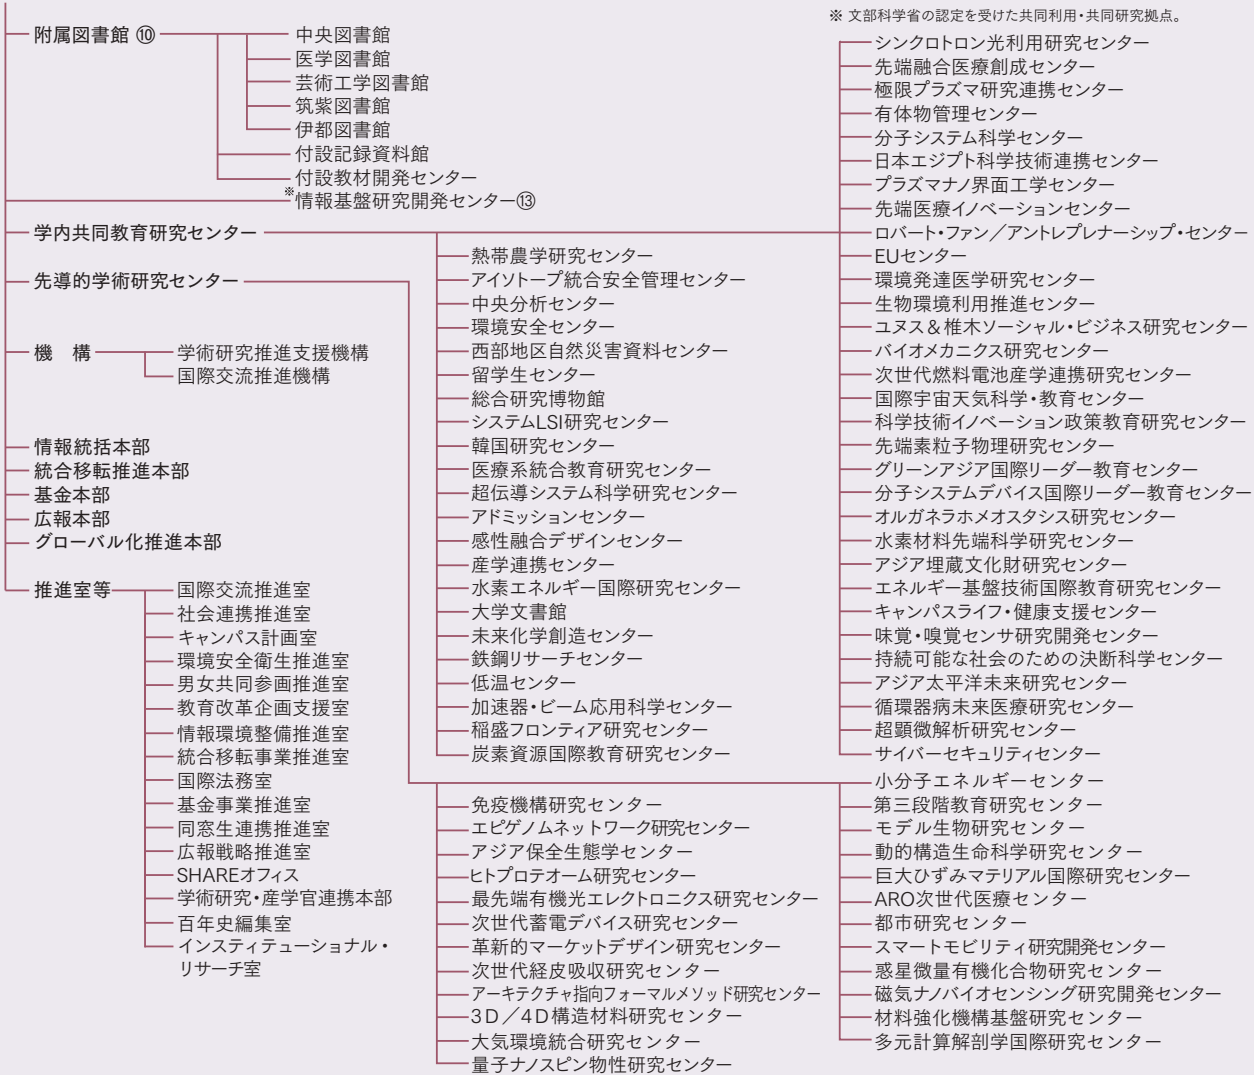 ※ 文部科学省の認定を受けた共同利用・共同研究拠点。
附属図書館 ⑩
中央図書館
医学図書館
芸術工学図書館
筑紫図書館
伊都図書館
付設記録資料館
付設教材開発センター
※情報基盤研究開発センター⑬
学内共同教育研究センター
熱帯農学研究センター
アイソトープ統合安全管理センター
中央分析センター
環境安全センター
西部地区自然災害資料センター
留学生センター
総合研究博物館
システムLSI研究センター
韓国研究センター
医療系統合教育研究センター
超伝導システム科学研究センター
アドミッションセンター
感性融合デザインセンター
産学連携センター
水素エネルギー国際研究センター
大学文書館
未来化学創造センター
鉄鋼リサーチセンター
低温センター
加速器・ビーム応用科学センター
稲盛フロンティア研究センター
炭素資源国際教育研究センター
シンクロトロン光利用研究センター
先端融合医療創成センター
極限プラズマ研究連携センター
有体物管理センター
分子システム科学センター
日本エジプト科学技術連携センター
プラズマナノ界面工学センター
先端医療イノベーションセンター
ロバート・ファン／アントレプレナーシップ・センター
EUセンター
環境発達医学研究センター
生物環境利用推進センター
ユヌス＆椎木ソーシャル・ビジネス研究センター
バイオメカニクス研究センター
次世代燃料電池産学連携研究センター
国際宇宙天気科学・教育センター
科学技術イノベーション政策教育研究センター
先端素粒子物理研究センター
グリーンアジア国際リーダー教育センター
分子システムデバイス国際リーダー教育センター
オルガネラホメオスタシス研究センター
水素材料先端科学研究センター
アジア埋蔵文化財研究センター
エネルギー基盤技術国際教育研究センター
キャンパスライフ・健康支援センター
味覚・嗅覚センサ研究開発センター
持続可能な社会のための決断科学センター
アジア太平洋未来研究センター
循環器病未来医療研究センター
超顕微解析研究センター
サイバーセキュリティセンター
先導的学術研究センター
免疫機構研究センター
エピゲノムネットワーク研究センター
アジア保全生態学センター
ヒトプロテオーム研究センター
最先端有機光エレクトロニクス研究センター
次世代蓄電デバイス研究センター
革新的マーケットデザイン研究センター
次世代経皮吸収研究センター
アーキテクチャ指向フォーマルメソッド研究センター
3D／4D構造材料研究センター
大気環境統合研究センター
量子ナノスピン物性研究センター
小分子エネルギーセンター
第三段階教育研究センター
モデル生物研究センター
動的構造生命科学研究センター
巨大ひずみマテリアル国際研究センター
ARO次世代医療センター
都市研究センター
スマートモビリティ研究開発センター
惑星微量有機化合物研究センター
磁気ナノバイオセンシング研究開発センター
材料強化機構基盤研究センター
多元計算解剖学国際研究センター
機　構
学術研究推進支援機構
国際交流推進機構
情報統括本部
統合移転推進本部
基金本部
広報本部
グローバル化推進本部
推進室等
国際交流推進室
社会連携推進室
キャンパス計画室
環境安全衛生推進室
男女共同参画推進室
教育改革企画支援室
情報環境整備推進室
統合移転事業推進室
国際法務室
基金事業推進室
同窓生連携推進室
広報戦略推進室
SHAREオフィス
学術研究・産学官連携本部
百年史編集室
インスティテューショナル・
リサーチ室